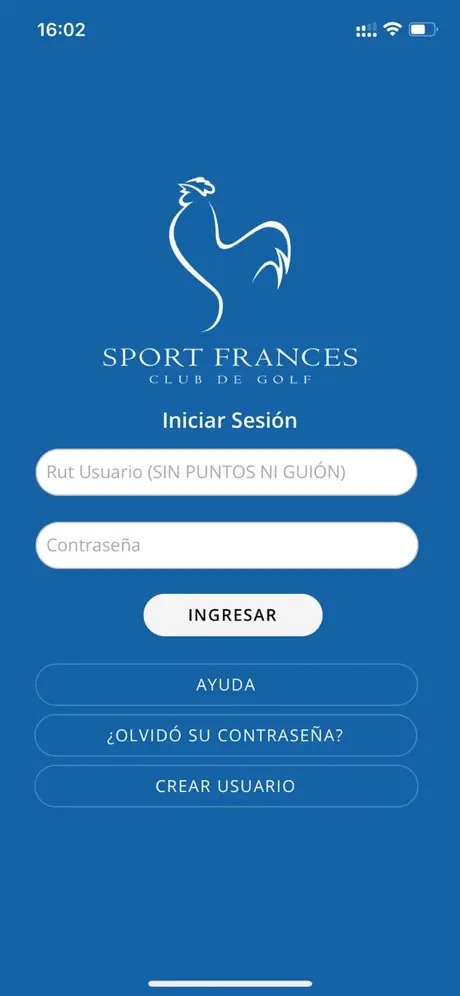 16:02
SPORT FRANCES
CLUB DE GOLF
Iniciar Sesión
Rut Usuario (SIN PUNTOS NI GUIÓN)
Contraseña
INGRESAR
AYUDA
¿OLVIDÓ SU CONTRASEÑA?
CREAR USUARIO